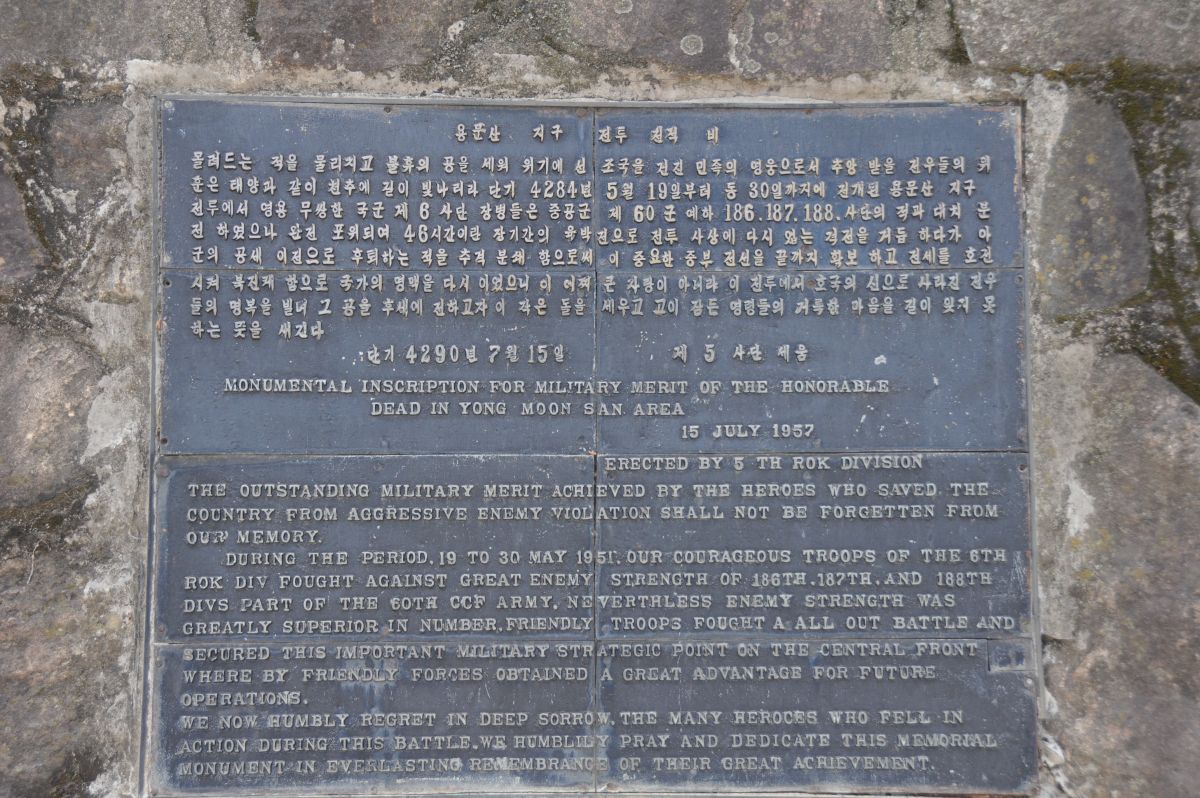 용문산 지구 전투 전적 비
몰려드는 적을 물리치고 불휴의 공을 세워 위기에 선 조국을 건진 민족의 영웅으로서 추앙 받을 전우들의 위
훈은 태양과 같이 천추에 길이 빛나리라 단기 4284년 5월 19일부터 동 30일까지에 전개된 용문산 지구
전투에서 영용 무쌍한 국군 제 6 사단 장병들은 중공군 제 60 군 예하 186.187.188.사단의 적과 대치 분
전 하였으나 완전 포위되여 46시간이란 장기간의 육박전으로 전투 사상에 다시 없는 격전을 거듭 하다가 아
군의 공세 이전으로 후퇴하는 적을 추격 분쇄 함으로써 이 중요한 중부 전선을 끝까지 확보 하고 전세를 호전
시켜 북진케 함으로 국가의 명맥을 다시 이었으니 이 어찌 큰 자랑이 아니랴 이 전투에서 호국의 신으로 사라진 전우
들의 명복을 빌며 그 공을 후세에 전하고자 이 작은 돌을 세우고 고이 잠든 영령들의 거룩한 마음을 길이 잊지 못
하는 뜻을 새긴다
단기 4290년 7월 15일 제 5 사단 세움
MONUMENTAL INSCRIPTION FOR MILITARY MERIT OF THE HONORABLE
DEAD IN YONG MOON SAN AREA
15 JULY 1957
ERECTED BY 5 TH ROK DIVISION
THE OUTSTANDING MILITARY MERIT ACHIEVED BY THE HEROES WHO SAVED THE
COUNTRY FROM AGGRESSIVE ENEMY VIOLATION SHALL NOT BE FORGETTEN FROM
OUR MEMORY.
DURING THE PERIOD, 19 TO 30 MAY 1951, OUR COURAGEOUS TROOPS OF THE 6TH
ROK DIV FOUGHT AGAINST GREAT ENEMY STRENGTH OF 186TH.187TH.AND 188TH
DIVS PART OF THE 60TH CCF ARMY. NEVERTHLESS ENEMY STRENGTH WAS
GREATLY SUPERIOR IN NUMBER, FRIENDLY TROOPS FOUGHT A ALL OUT BATTLE AND
SECURED THIS IMPORTANT MILITARY STRATEGIC POINT ON THE CENTRAL FRONT
WHERE BY FRIENDLY FORCES OBTAINED A GREAT ADVANTAGE FOR FUTURE
OPERATIONS.
WE NOW HUMBLY REGRET IN DEEP SORROW, THE MANY HEROCES WHO FELL IN
ACTION DURING THIS BATTLE. WE HUMBLILY PRAY AND DEDICATE THIS MEMORIAL
MONUMENT IN EVERLASTING REMEMBRANCE OF THEIR GREAT ACHIEVEMENT.